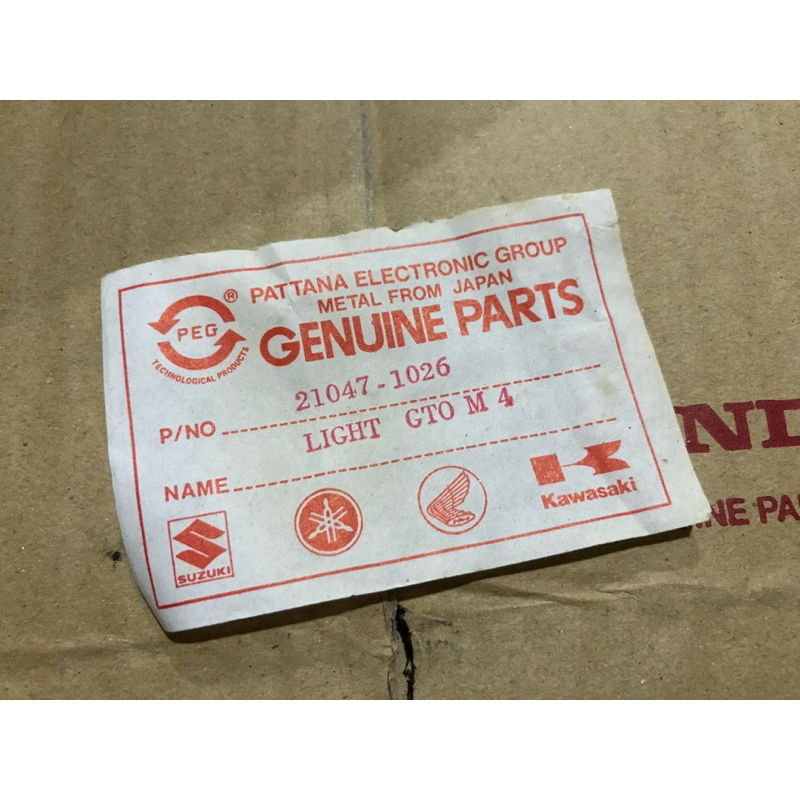 PATTANA ELECTRONIC GROUP
METAL FROM JAPAN
GENUINE PARTS
PEG
®
TECHNOLOGICAL PRODUCTS
P/NO 21047-1026
NAME LIGHT GTO M 4
SUZUKI
Kawasaki
ND
NE PA